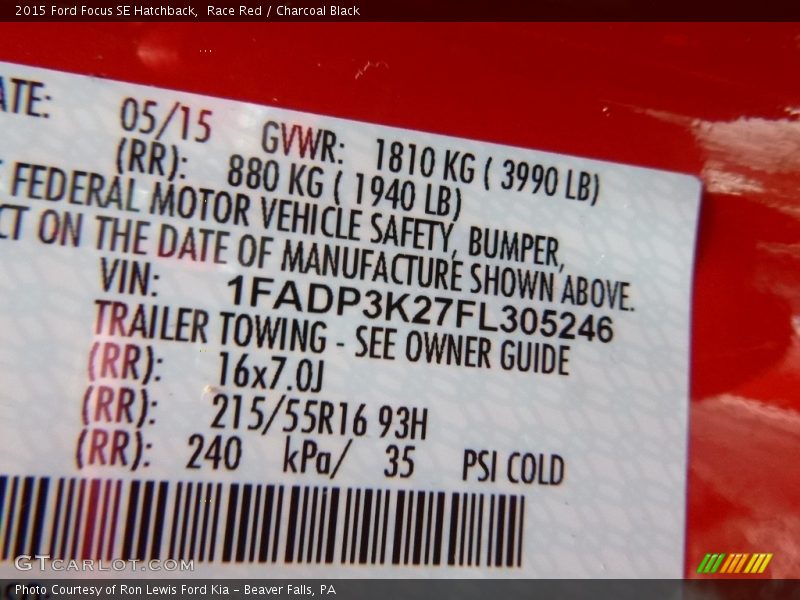 2015 Ford Focus SE Hatchback,  Race Red / Charcoal Black
ATE: 05/15 GVWR: 1810 KG ( 3990 LB)
(RR): 880 KG ( 1940 LB)
FEDERAL MOTOR VEHICLE SAFETY, BUMPER,
CT ON THE DATE OF MANUFACTURE SHOWN ABOVE.
VIN: 1FADP3K27FL305246
TRAILER TOWING - SEE OWNER GUIDE
(RR): 16x7.0J
(RR): 215/55R16 93H
(RR): 240 kPa/ 35 PSI COLD
GTcarlot.com
Photo Courtesy of Ron Lewis Ford Kia - Beaver Falls, PA